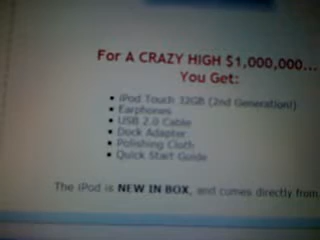 For A CRAZY HIGH $1,000,000...
You Get:
• iPod Touch 32GB (2nd Generation!)
• Earphones
• USB 2.0 Cable
• Dock Adapter
• Polishing Cloth
• Quick Start Guide
The iPod is NEW IN BOX, and comes directly from